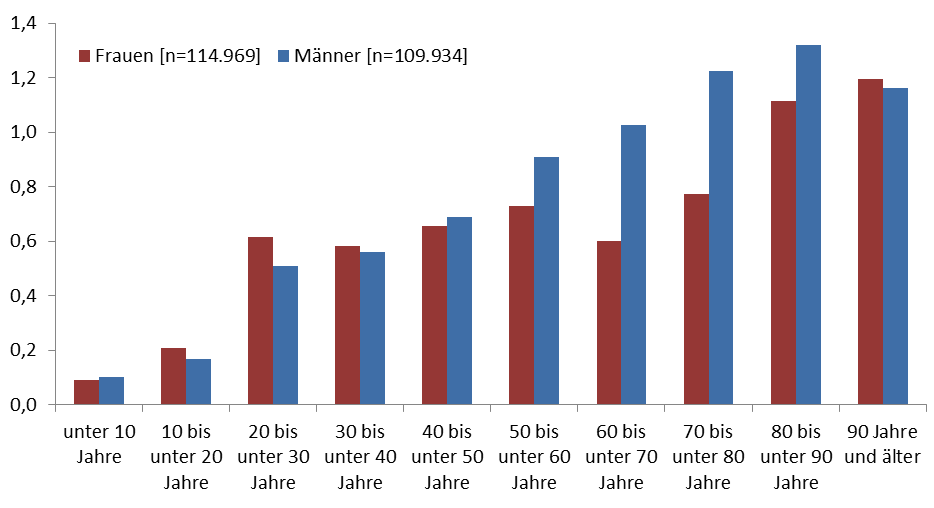 1,4
Frauen [n=114.969] Männer [n=109.934]
1,2
1,0
0,8
0,6
0,4
0,2
0,0
unter 10
Jahre
10 bis
unter 20
Jahre
20 bis
unter 30
Jahre
30 bis
unter 40
Jahre
40 bis
unter 50
Jahre
50 bis
unter 60
Jahre
60 bis
unter 70
Jahre
70 bis
unter 80
Jahre
80 bis
unter 90
Jahre
90 Jahre
und älter